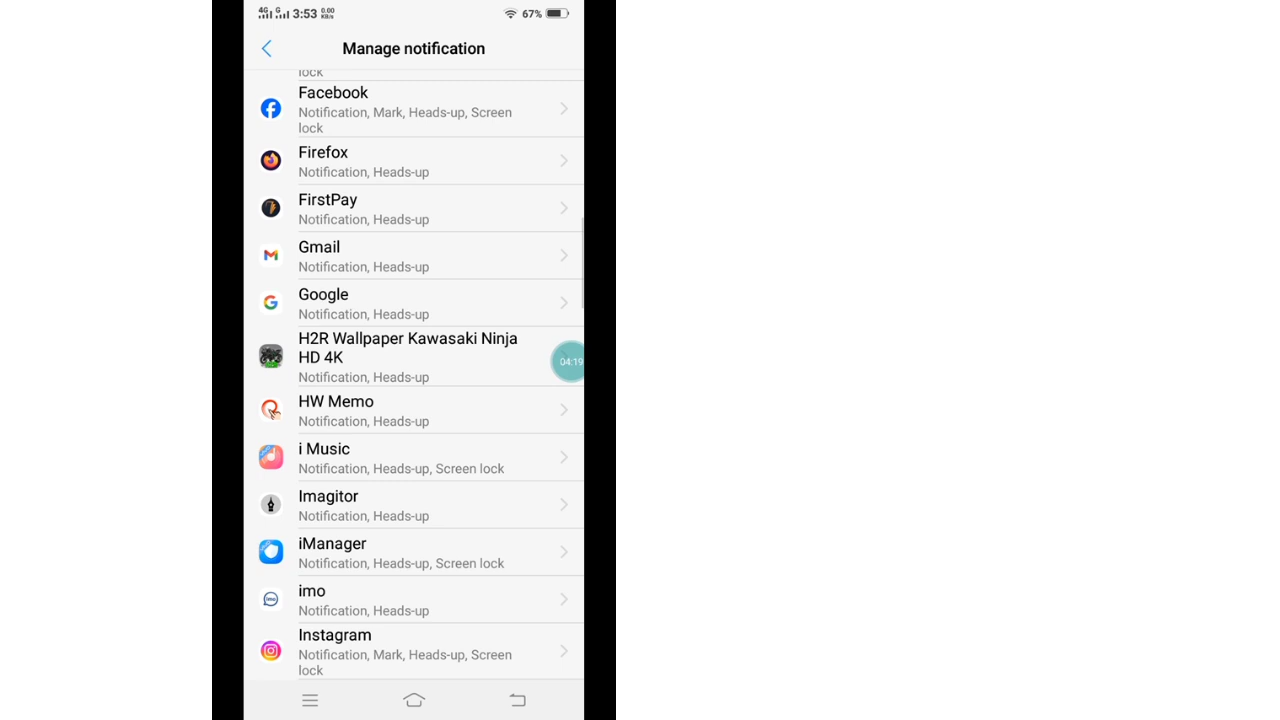 4G G 3:53 0.00 KB/s 67%
Manage notification
lock
Facebook
Notification, Mark, Heads-up, Screen
lock
Firefox
Notification, Heads-up
FirstPay
Notification, Heads-up
Gmail
Notification, Heads-up
Google
Notification, Heads-up
H2R Wallpaper Kawasaki Ninja
HD 4K
Notification, Heads-up
04:19
HW Memo
Notification, Heads-up
i Music
Notification, Heads-up, Screen lock
Imagitor
Notification, Heads-up
iManager
Notification, Heads-up, Screen lock
imo
Notification, Heads-up
Instagram
Notification, Mark, Heads-up, Screen
lock